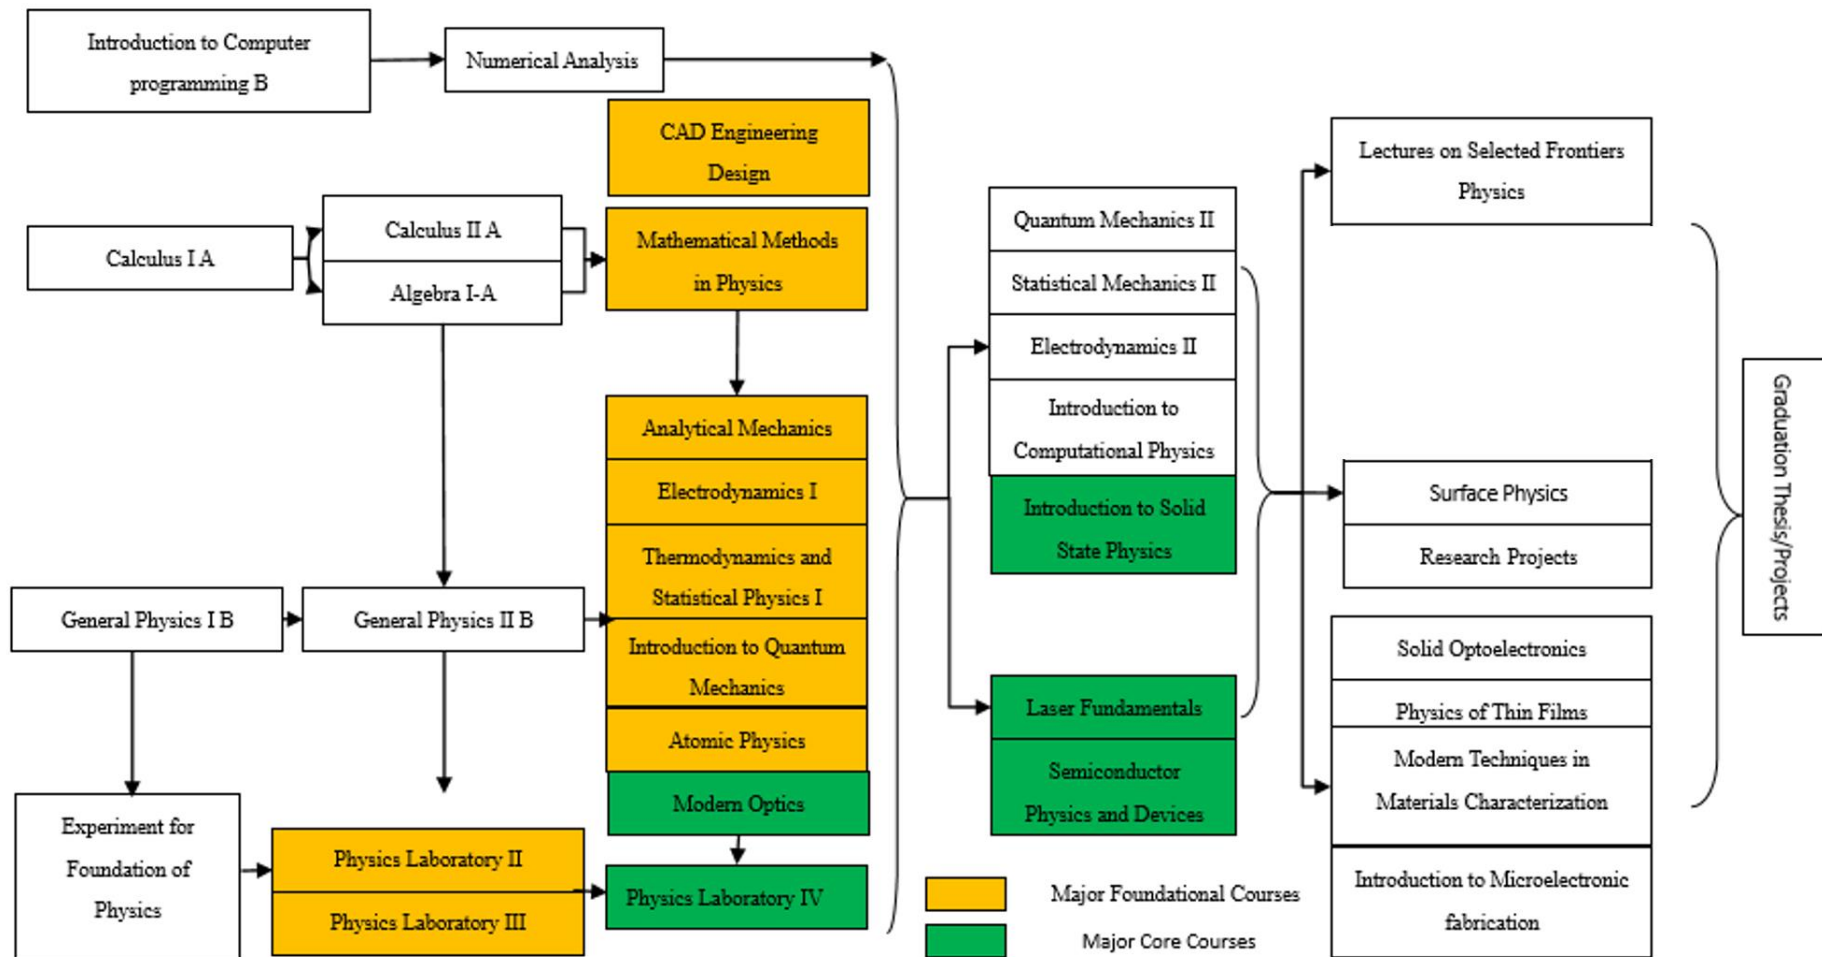 Introduction to Computer
programming B
Numerical Analysis
CAD Engineering
Design
Calculus I A
Calculus II A
Algebra I-A
Mathematical Methods
in Physics
Analytical Mechanics
Electrodynamics I
Thermodynamics and
Statistical Physics I
Introduction to Quantum
Mechanics
Atomic Physics
Modern Optics
General Physics I B
General Physics II B
Experiment for
Foundation of
Physics
Physics Laboratory II
Physics Laboratory III
Physics Laboratory IV
Quantum Mechanics II
Statistical Mechanics II
Electrodynamics II
Introduction to
Computational Physics
Introduction to Solid
State Physics
Laser Fundamentals
Semiconductor
Physics and Devices
Major Foundational Courses
Major Core Courses
Lectures on Selected Frontiers
Physics
Surface Physics
Research Projects
Solid Optoelectronics
Physics of Thin Films
Modern Techniques in
Materials Characterization
Introduction to Microelectronic
fabrication
Graduation Thesis/Projects